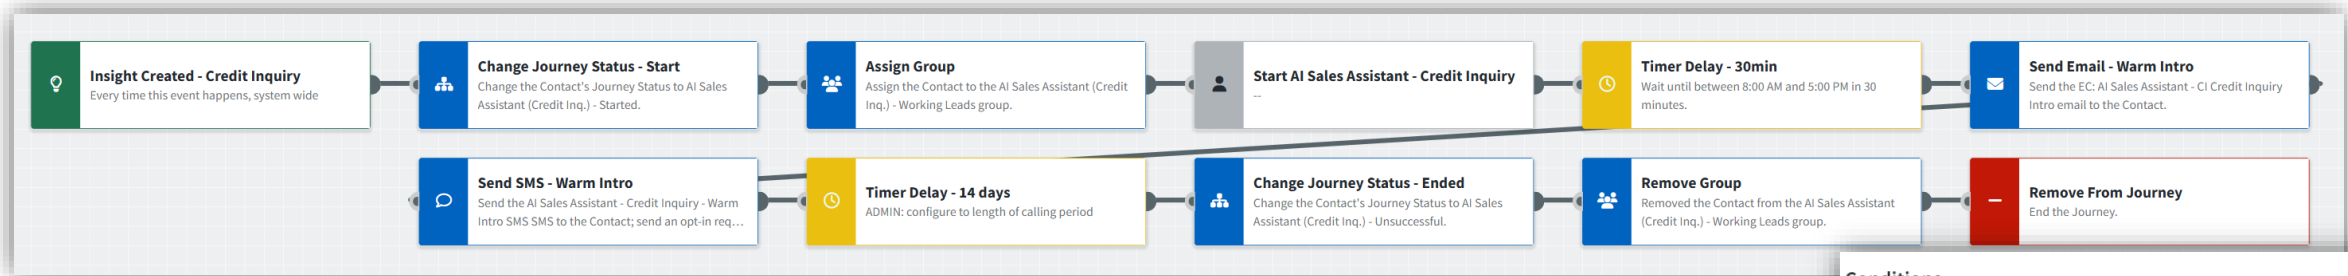 Insight Created - Credit Inquiry
Every time this event happens, system wide
Change Journey Status - Start
Change the Contact's Journey Status to AI Sales
Assistant (Credit Inq.) - Started.
Assign Group
Assign the Contact to the AI Sales Assistant (Credit
Inq.) - Working Leads group.
Start AI Sales Assistant - Credit Inquiry
--
Timer Delay - 30min
Wait until between 8:00 AM and 5:00 PM in 30
minutes.
Send Email - Warm Intro
Send the EC: AI Sales Assistant - CI Credit Inquiry
Intro email to the Contact.
Send SMS - Warm Intro
Send the AI Sales Assistant - Credit Inquiry - Warm
Intro SMS SMS to the Contact; send an opt-in req...
Timer Delay - 14 days
ADMIN: configure to length of calling period
Change Journey Status - Ended
Change the Contact's Journey Status to AI Sales
Assistant (Credit Inq.) - Unsuccessful.
Remove Group
Removed the Contact from the AI Sales Assistant
(Credit Inq.) - Working Leads group.
Remove From Journey
End the Journey.